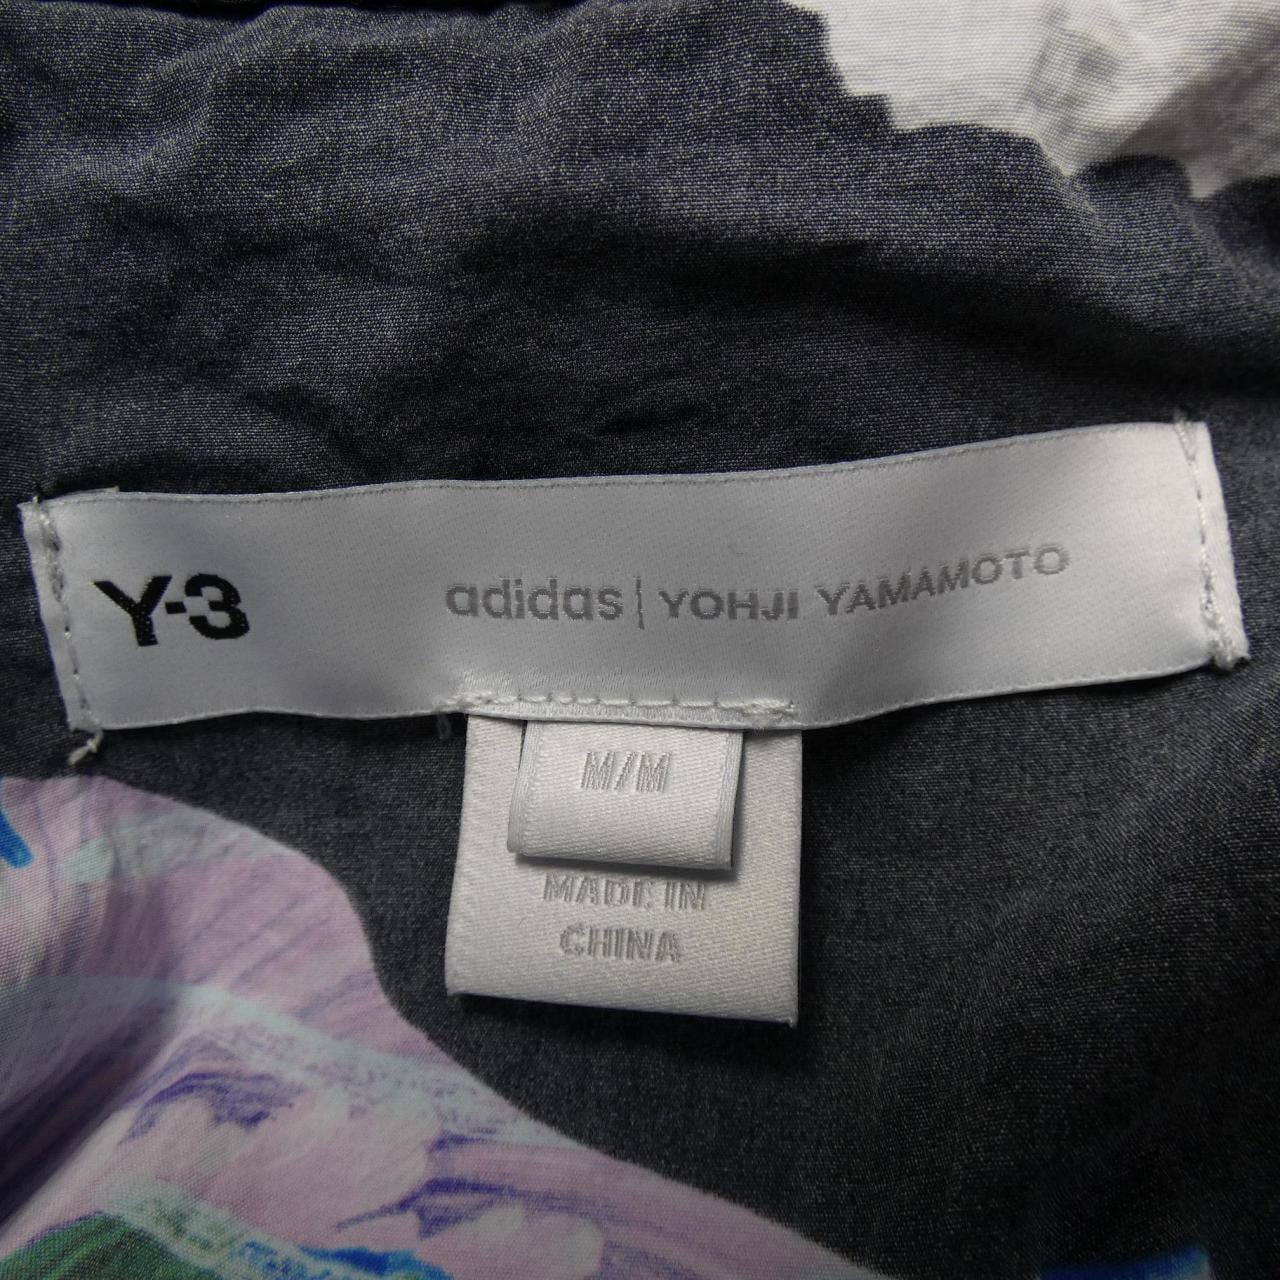 Y-3 adidas | YOHJI YAMAMOTO
M/M
MADE IN
CHINA